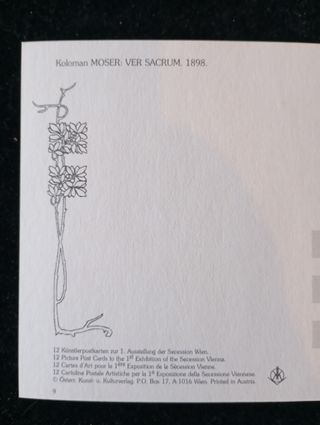 Koloman MOSER: VER SACRUM. 1898.
12 Künstlerpostkarten zur 1. Ausstellung der Secession Wien.
12 Picture Post Cards to the 1st Exhibition of the Secession Vienne.
12 Cartes d'Art pour la 1ère Exposition de la Sécession Vienne.
12 Cartoline Postale Artistiche per la 1a Esposizione della Secessione Viennese.
© Österr. Kunst- u. Kulturverlag. P.O. Box 17, A-1016 Wien. Printed in Austria.
9